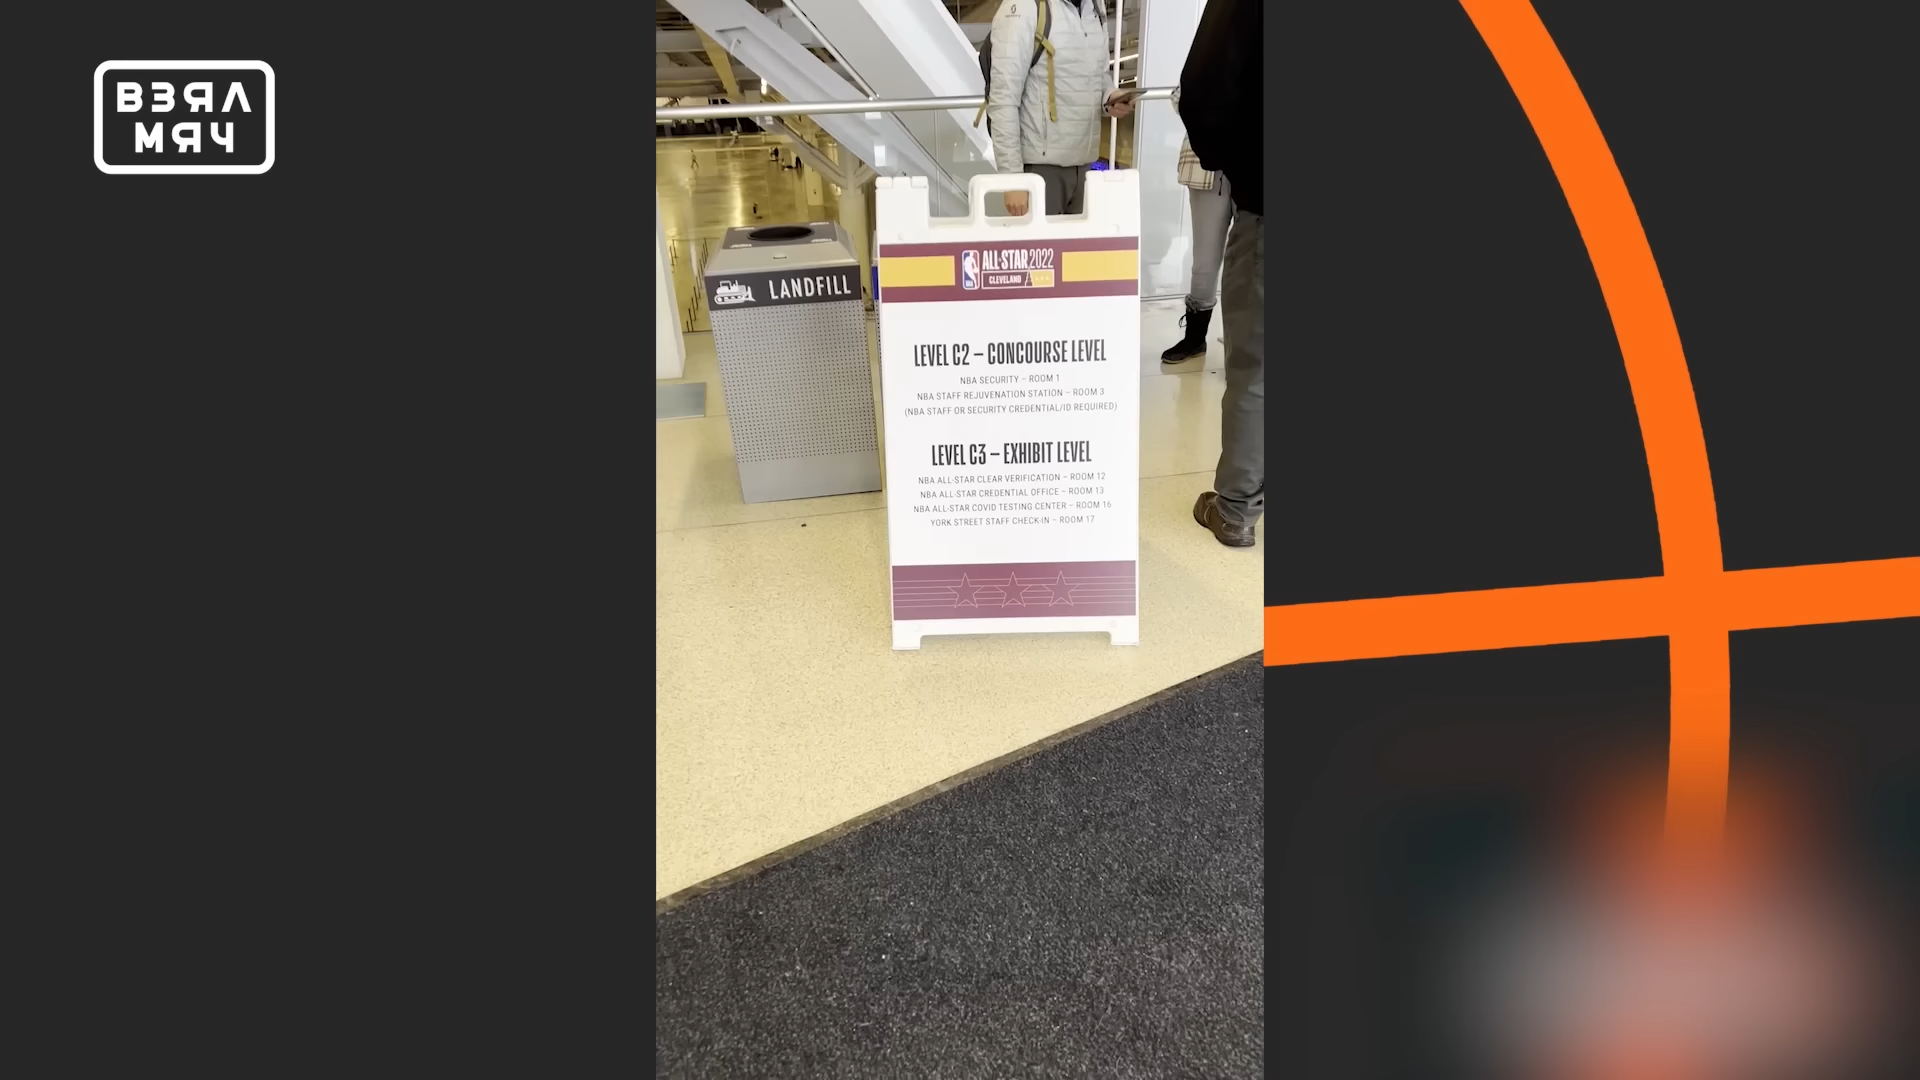 ВЗЯЛ
МЯЧ
LANDFILL
ALL-STAR 2022
CLEVELAND
LEVEL C2 – CONCOURSE LEVEL
NBA SECURITY – ROOM 1
NBA STAFF REJUVENATION STATION – ROOM 3
(NBA STAFF OR SECURITY CREDENTIAL/ID REQUIRED)
LEVEL C3 – EXHIBIT LEVEL
NBA ALL-STAR CLEAR VERIFICATION – ROOM 12
NBA ALL-STAR CREDENTIAL OFFICE – ROOM 13
NBA ALL-STAR COVID TESTING CENTER – ROOM 16
YORK STREET STAFF CHECK-IN – ROOM 17